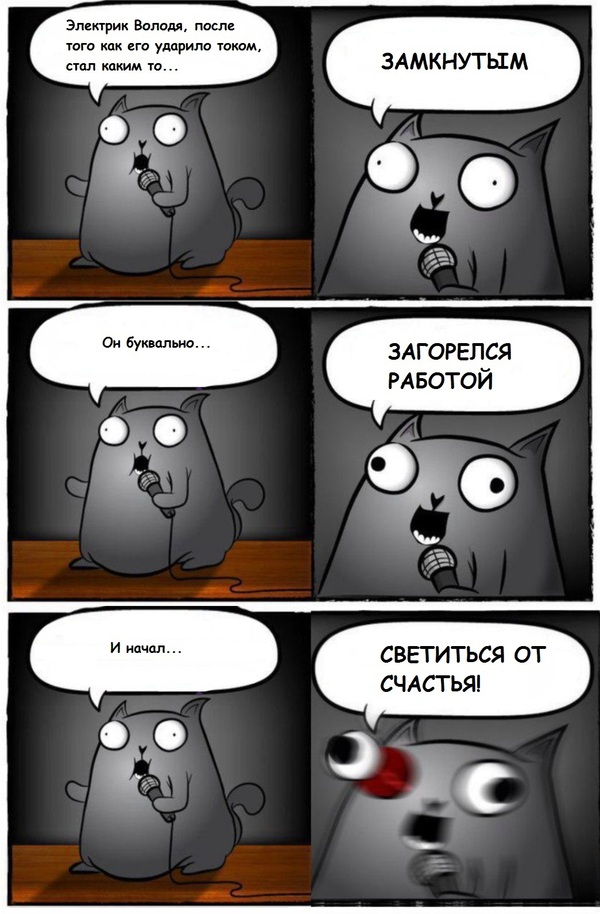 Электрик Володя, после
того как его ударило током,
стал каким то...
ЗАМКНУТЫМ
Он буквально...
ЗАГОРЕЛСЯ
РАБОТОЙ
И начал...
СВЕТИТЬСЯ ОТ
СЧАСТЬЯ!